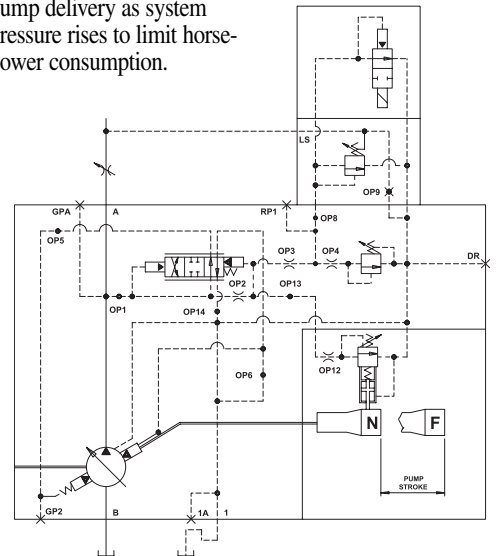 ump delivery as system
ressure rises to limit horse-
ower consumption.
LS
OP9
GPA
A
RP1
OP8
OP5
OP3
OP4
DR
OP2
OP13
OP1
OP14
OP12
OP6
N
F
PUMP
STROKE
GP2
B
1A
1